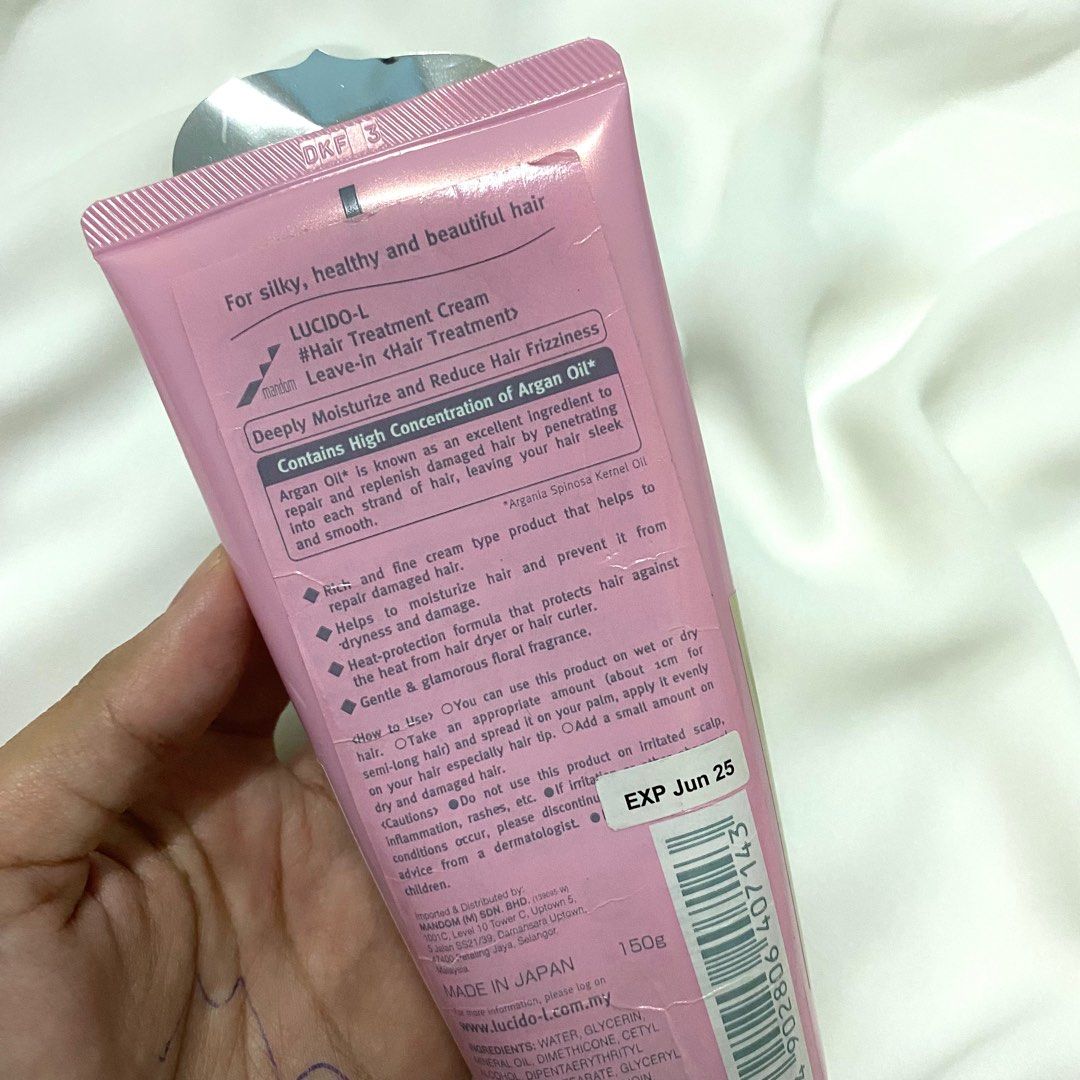 DKF 3
For silky, healthy and beautiful hair
LUCIDO-L
#Hair Treatment Cream
Leave-in <Hair Treatment>
mandom
Deeply Moisturize and Reduce Hair Frizziness
Contains High Concentration of Argan Oil*
Argan Oil* is known as an excellent ingredient to
repair and replenish damaged hair by penetrating
into each strand of hair, leaving your hair sleek
and smooth.
*Argania Spinosa Kernel Oil
◆Rich and fine cream type product that helps to
repair damaged hair.
◆Helps to moisturize hair and prevent it from
dryness and damage.
◆Heat-protection formula that protects hair against
the heat from hair dryer or hair curler.
◆Gentle & glamorous floral fragrance.
<How to Use> ○You can use this product on wet or dry
hair. ○Take an appropriate amount (about 1cm for
semi-long hair) and spread it on your palm, apply it evenly
on your hair especially hair tip. ○Add a small amount on
dry and damaged hair.
<Cautions> ●Do not use this product on irritated scalp,
inflammation, rashes, etc. ●If
conditions occur, please
advice from a dermatologist. ●
children.
EXP Jun 25
Imported & Distributed by:
MANDOM (M) SDN. BHD. (139095-W)
1001C, Level 10 Tower C, Uptown 5,
5 Jalan SS21/39, Damansara Uptown,
47400 Petaling Jaya, Selangor,
Malaysia.
150g
MADE IN JAPAN
For more information, please log on
www.lucido-l.com.my
INGREDIENTS: WATER, GLYCERIN,
MINERAL OIL, DIMETHICONE, CETYL
ALCOHOL, DIPENTAERYTHRITYL
GLYCERYL
4 902806 407143